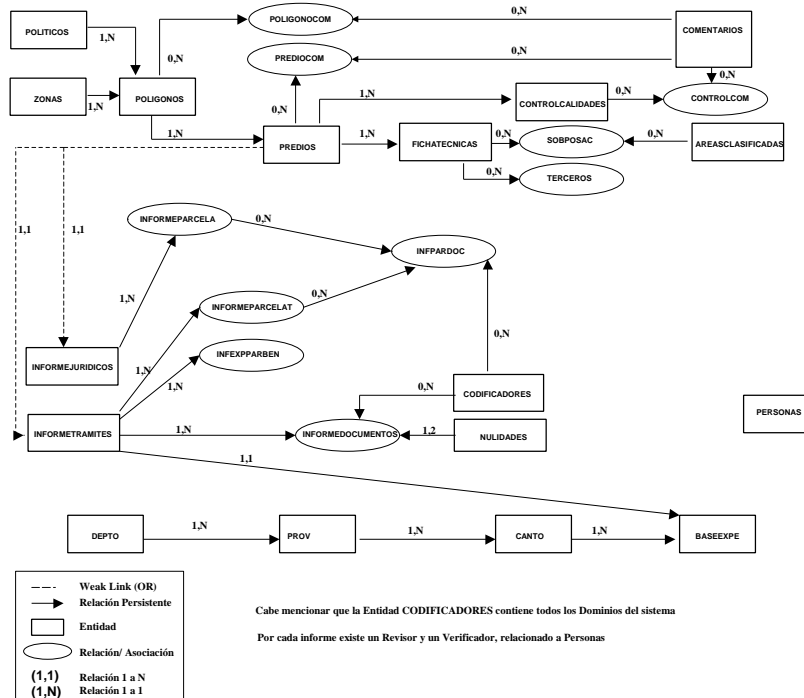 POLITICOS
1,N
0,N
POLIGONOCOM
0,N
COMENTARIOS
PREDIOCOM
0,N
0,N
ZONAS
1,N
POLIGONOS
0,N
1,N
CONTROLCALIDADES
0,N
CONTROLCOM
1,N
PREDIOS
1,N
FICHATECNICAS
0,N
SOBPOSAC
0,N
AREASCLASIFICADAS
0,N
TERCEROS
1,1
1,1
INFORMEPARCELA
0,N
INFPARDOC
1,N
INFORMEPARCELAT
0,N
0,N
INFORMEJURIDICOS
1,N
INFEXPPARBEN
1,N
0,N
CODIFICADORES
PERSONAS
INFORMETRAMITES
1,N
INFORMEDOCUMENTOS
1,2
NULIDADES
1,1
DEPTO
1,N
PROV
1,N
CANTO
1,N
BASEEXPE
Weak Link (OR)
Relación Persistente
Entidad
Relación/ Asociación
(1,1) Relación 1 a N
(1,N) Relación 1 a 1
Cabe mencionar que la Entidad CODIFICADORES contiene todos los Dominios del sistema
Por cada informe existe un Revisor y un Verificador, relacionado a Personas